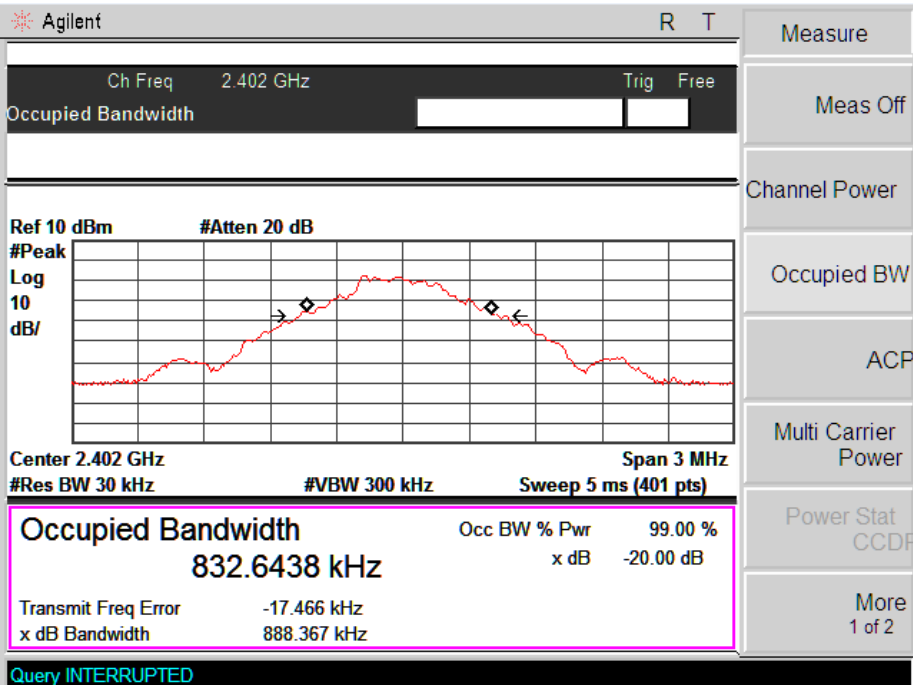 Agilent R T
Measure
Ch Freq 2.402 GHz Trig Free
Occupied Bandwidth
Meas Off
Channel Power
Ref 10 dBm #Atten 20 dB
#Peak
Log
10
dB/
Occupied BW
ACP
Multi Carrier
Power
Center 2.402 GHz Span 3 MHz
#Res BW 30 kHz #VBW 300 kHz Sweep 5 ms (401 pts)
Occupied Bandwidth Occ BW % Pwr 99.00 %
832.6438 kHz x dB -20.00 dB
Transmit Freq Error -17.466 kHz
x dB Bandwidth 888.367 kHz
Power Stat
CCDF
More
1 of 2
Query INTERRUPTED